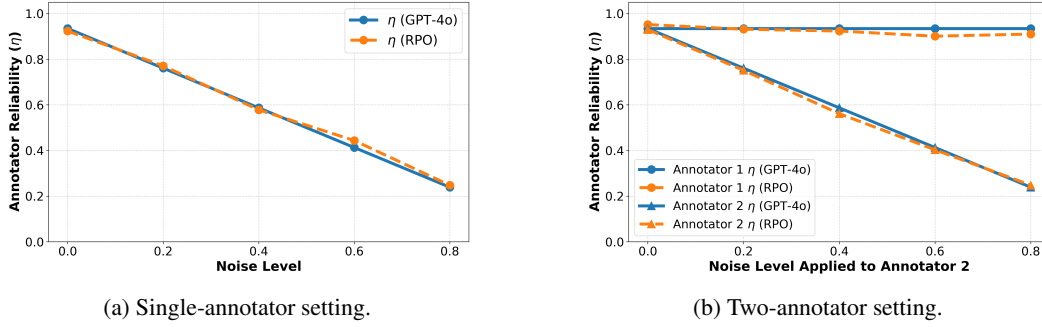 Annotator Reliability (η)
1.0
0.8
0.6
0.4
0.2
0.0
η (GPT-4o)
η (RPO)
0.0 0.2 0.4 0.6 0.8
Noise Level
(a) Single-annotator setting.
Annotator Reliability (η)
1.0
0.8
0.6
0.4
0.2
0.0
Annotator 1 η (GPT-4o)
Annotator 1 η (RPO)
Annotator 2 η (GPT-4o)
Annotator 2 η (RPO)
0.0 0.2 0.4 0.6 0.8
Noise Level Applied to Annotator 2
(b) Two-annotator setting.